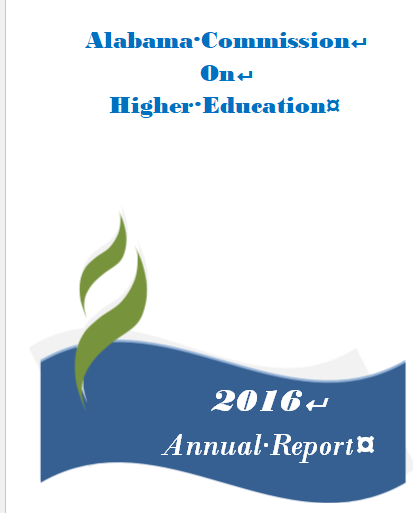 Alabama·Commission↵
On↵
Higher·Education¤
2016↵
Annual·Report¤